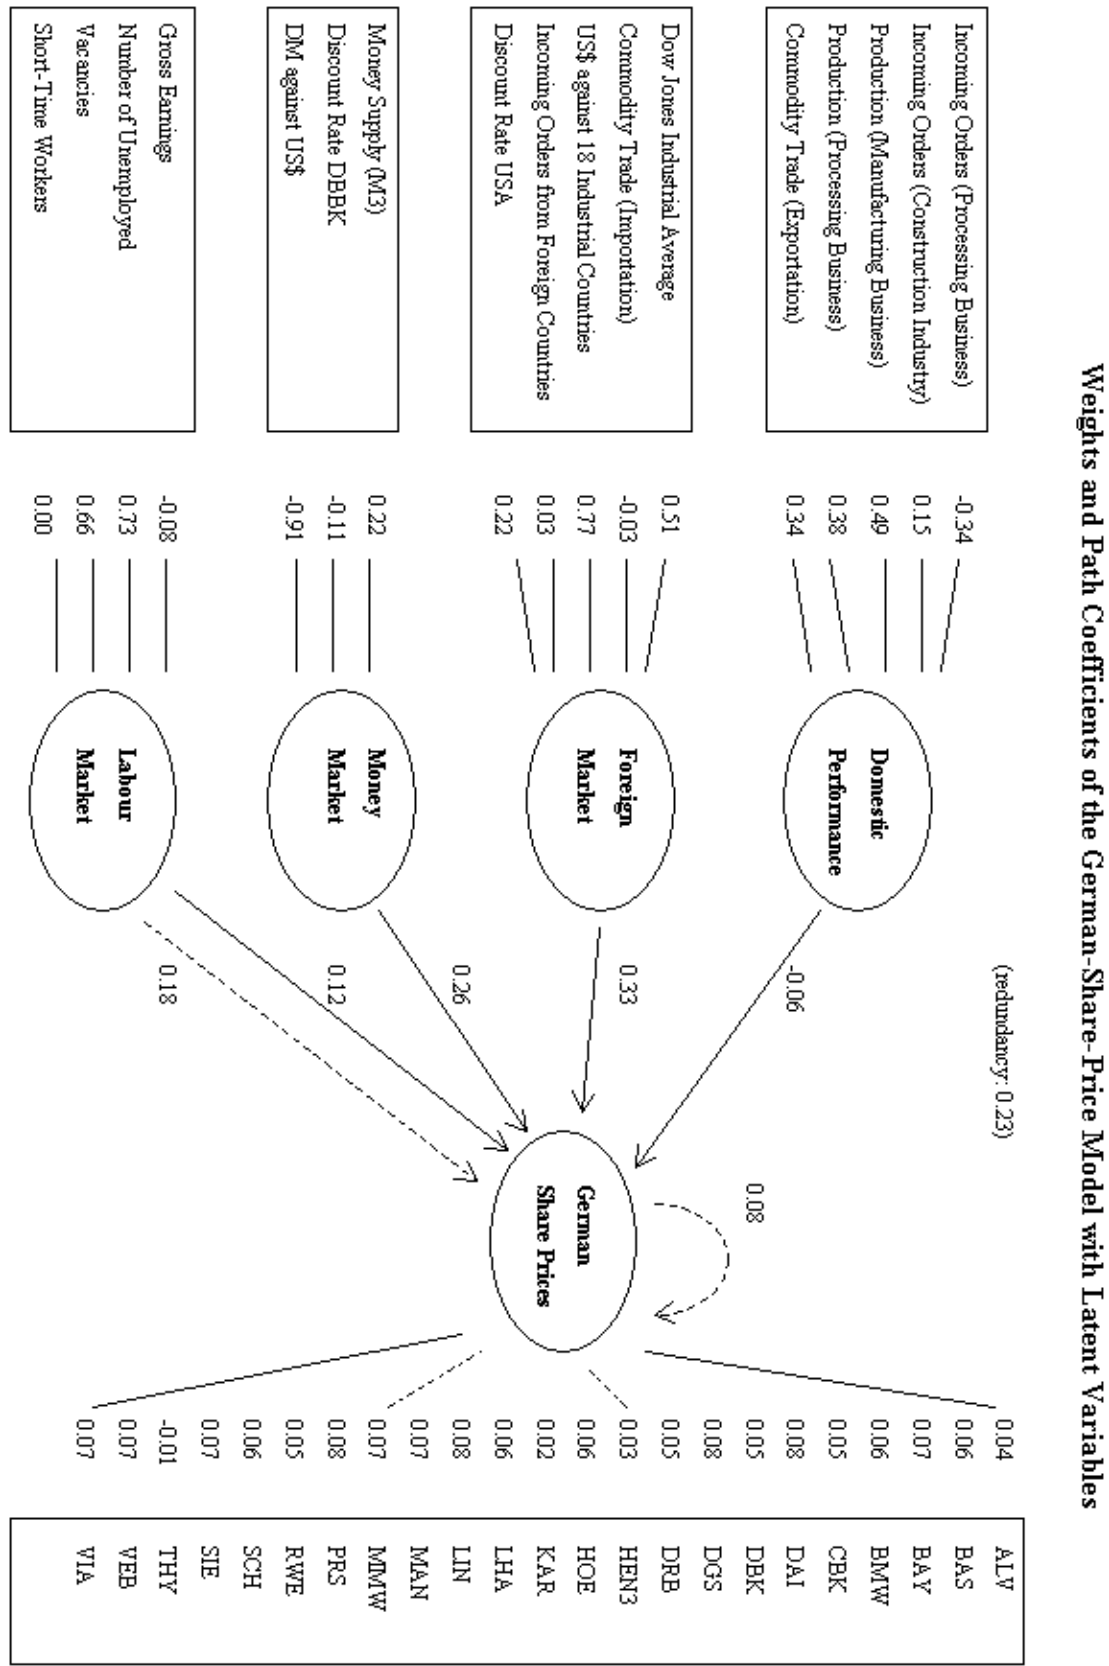 Weights and Path Coefficients of the German-Share-Price Model with Latent Variables
(redundancy: 0.23)
Incoming Orders (Processing Business)
Incoming Orders (Construction Industry)
Production (Manufacturing Business)
Production (Processing Business)
Commodity Trade (Exportation)
-0.34
0.15
0.49
0.38
0.34
Domestic
Performance
-0.06
Dow Jones Industrial Average
Commodity Trade (Importation)
US$ against 18 Industrial Countries
Incoming Orders from Foreign Countries
Discount Rate USA
0.51
-0.03
0.77
0.03
0.22
Foreign
Market
0.33
Money Supply (M3)
Discount Rate DBBK
DM against US$
0.22
-0.11
-0.91
Money
Market
0.26
Gross Earnings
Number of Unemployed
Vacancies
Short-Time Workers
-0.08
0.73
0.66
0.00
Labour
Market
0.12
0.18
0.08
German
Share Prices
0.04 ALV
0.06 BAS
0.07 BAY
0.06 BMW
0.05 CBK
0.08 DAI
0.05 DBK
0.08 DGS
0.05 DRB
0.03 HEN3
0.06 HOE
0.02 KAR
0.06 LHA
0.08 LIN
0.07 MAN
0.07 MMW
0.08 PRS
0.05 RWE
0.06 SCH
0.07 SIE
-0.01 THY
0.07 VEB
0.07 VIA